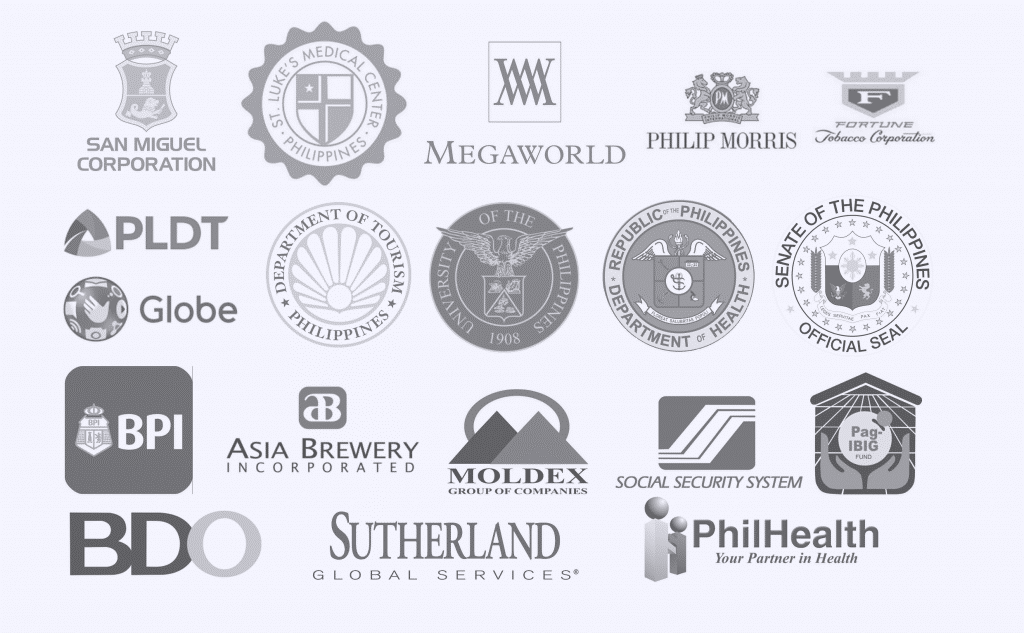 SAN MIGUEL
CORPORATION
ST. LUKE'S MEDICAL CENTER
· PHILIPPINES ·
MEGAWORLD
PM
PHILIP MORRIS
F
FORTUNE
Tobacco Corporation
PLDT
Globe
DEPARTMENT OF TOURISM
★ PHILIPPINES ★
UNIVERSITY OF THE PHILIPPINES
1908
REPUBLIC OF THE PHILIPPINES
★ DEPARTMENT OF HEALTH ★
SENATE OF THE PHILIPPINES
OFFICIAL SEAL
BPI
BPI
AB
ASIA BREWERY
INCORPORATED
MOLDEX
GROUP OF COMPANIES
SOCIAL SECURITY SYSTEM
Pag-
IBIG
FUND
BDO
SUTHERLAND
GLOBAL SERVICES®
PhilHealth
Your Partner in Health